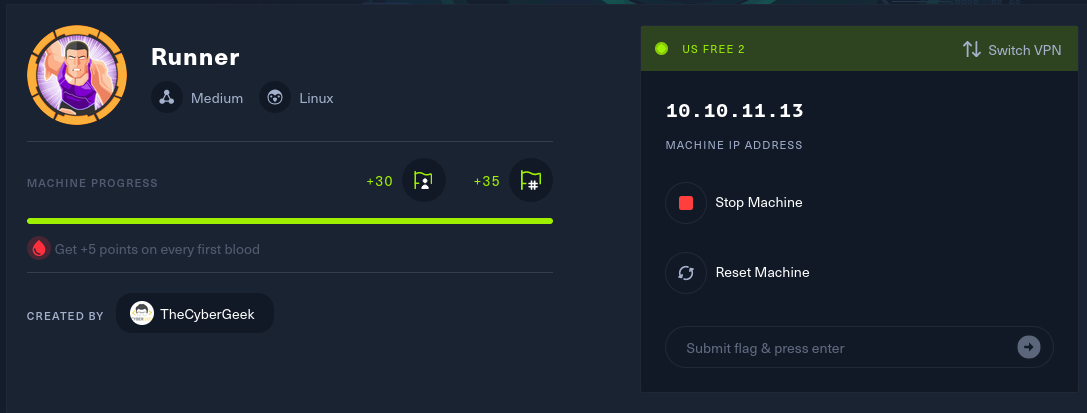 Runner
Medium
Linux
MACHINE PROGRESS
+30
+35
Get +5 points on every first blood
CREATED BY
TheCyberGeek
US FREE 2
Switch VPN
10.10.11.13
MACHINE IP ADDRESS
Stop Machine
Reset Machine
Submit flag & press enter